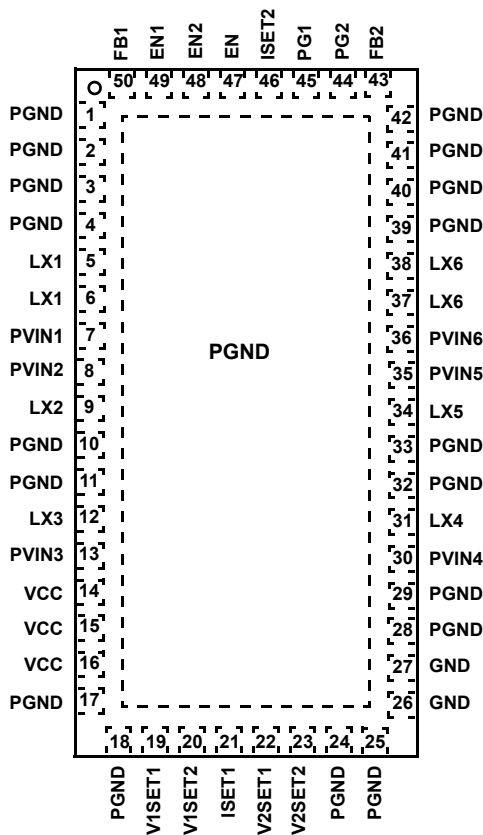 FB1 EN1 EN2 EN ISET2 PG1 PG2 FB2
50 49 48 47 46 45 44 43
PGND 1 42 PGND
PGND 2 41 PGND
PGND 3 40 PGND
PGND 4 39 PGND
LX1 5 38 LX6
LX1 6 37 LX6
PVIN1 7 36 PVIN6
PGND
PVIN2 8 35 PVIN5
LX2 9 34 LX5
PGND 10 33 PGND
PGND 11 32 PGND
LX3 12 31 LX4
PVIN3 13 30 PVIN4
VCC 14 29 PGND
VCC 15 28 PGND
VCC 16 27 GND
PGND 17 26 GND
18 19 20 21 22 23 24 25
PGND V1SET1 V1SET2 ISET1 V2SET1 V2SET2 PGND PGND